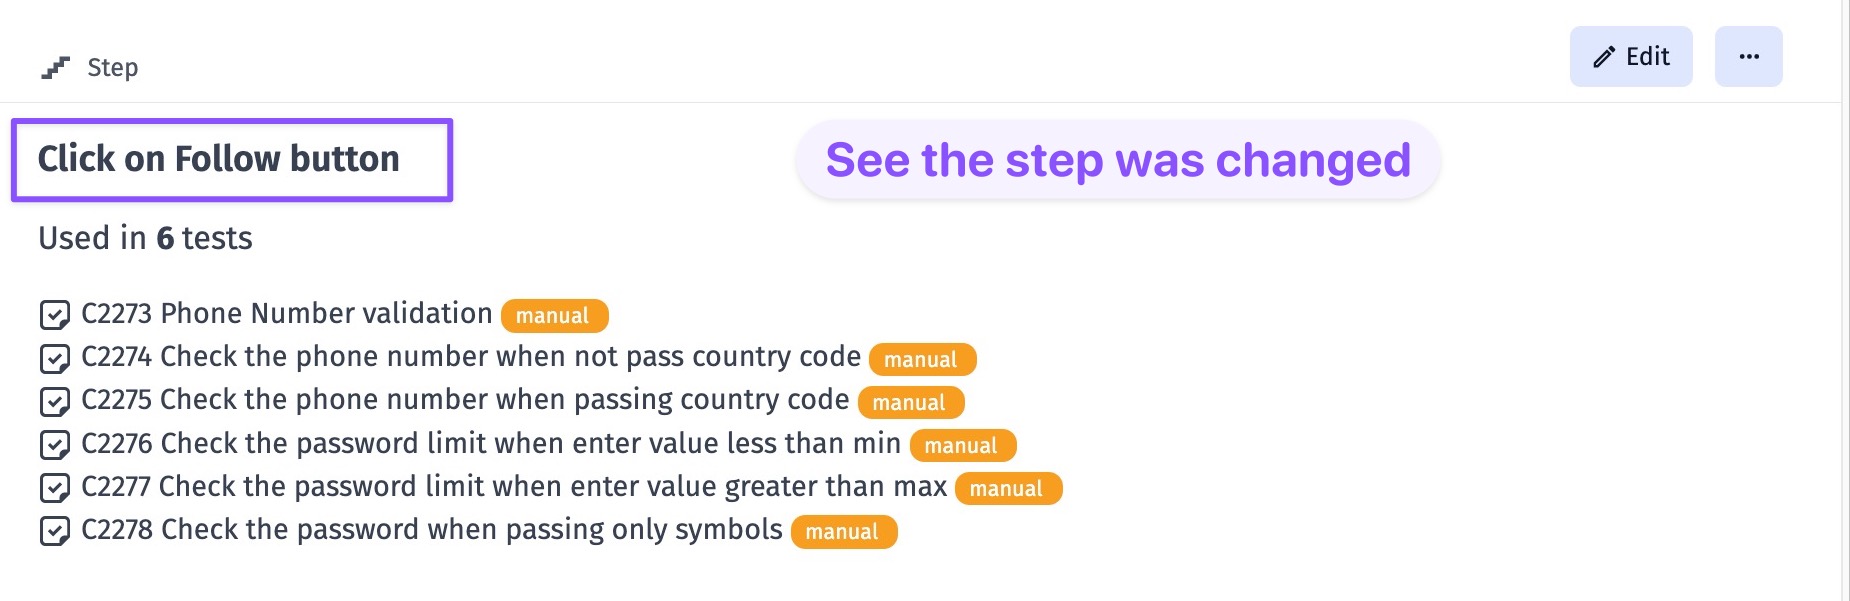 Step
Edit
...
Click on Follow button
See the step was changed
Used in 6 tests
C2273 Phone Number validation manual
C2274 Check the phone number when not pass country code manual
C2275 Check the phone number when passing country code manual
C2276 Check the password limit when enter value less than min manual
C2277 Check the password limit when enter value greater than max manual
C2278 Check the password when passing only symbols manual